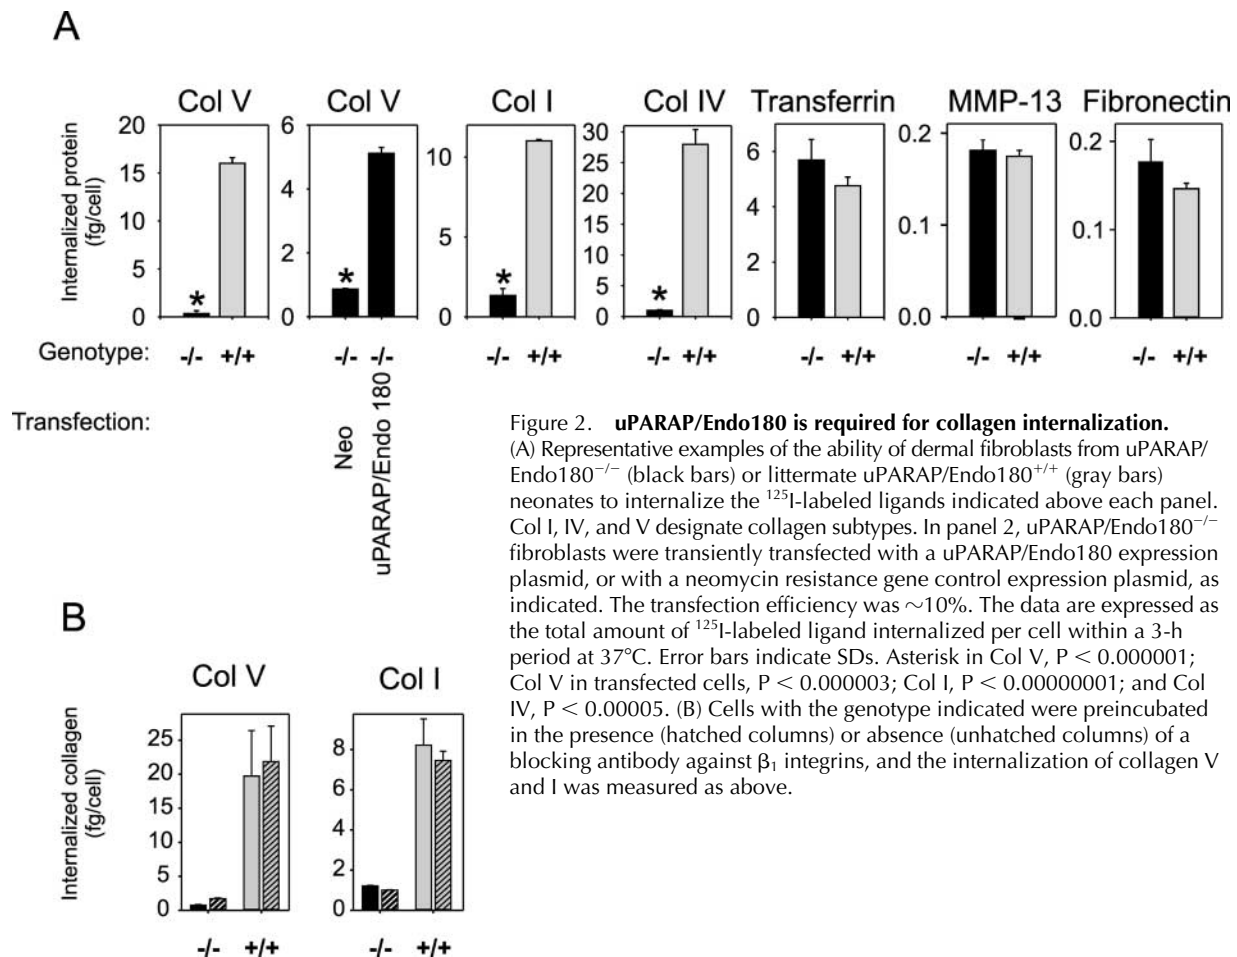 A
Col V
Col V
Col I
Col IV
Transferrin
MMP-13
Fibronectin
Internalized protein
(fg/cell)
20
15
10
5
0
6
4
2
0
10
5
0
30
25
20
15
10
5
0
6
4
2
0
0.2
0.1
0.0
0.2
0.1
0.0
*
*
*
*
Genotype:
-/- +/+
-/- -/-
-/- +/+
-/- +/+
-/- +/+
-/- +/+
-/- +/+
Transfection:
Neo
uPARAP/Endo 180
Figure 2. uPARAP/Endo180 is required for collagen internalization.
(A) Representative examples of the ability of dermal fibroblasts from uPARAP/
Endo180−/− (black bars) or littermate uPARAP/Endo180+/+ (gray bars)
neonates to internalize the 125I-labeled ligands indicated above each panel.
Col I, IV, and V designate collagen subtypes. In panel 2, uPARAP/Endo180−/−
fibroblasts were transiently transfected with a uPARAP/Endo180 expression
plasmid, or with a neomycin resistance gene control expression plasmid, as
indicated. The transfection efficiency was ~10%. The data are expressed as
the total amount of 125I-labeled ligand internalized per cell within a 3-h
period at 37°C. Error bars indicate SDs. Asterisk in Col V, P < 0.000001;
Col V in transfected cells, P < 0.000003; Col I, P < 0.00000001; and Col
IV, P < 0.00005. (B) Cells with the genotype indicated were preincubated
in the presence (hatched columns) or absence (unhatched columns) of a
blocking antibody against β1 integrins, and the internalization of collagen V
and I was measured as above.
B
Col V
Col I
Internalized collagen
(fg/cell)
25
20
15
10
5
0
8
6
4
2
0
-/- +/+
-/- +/+